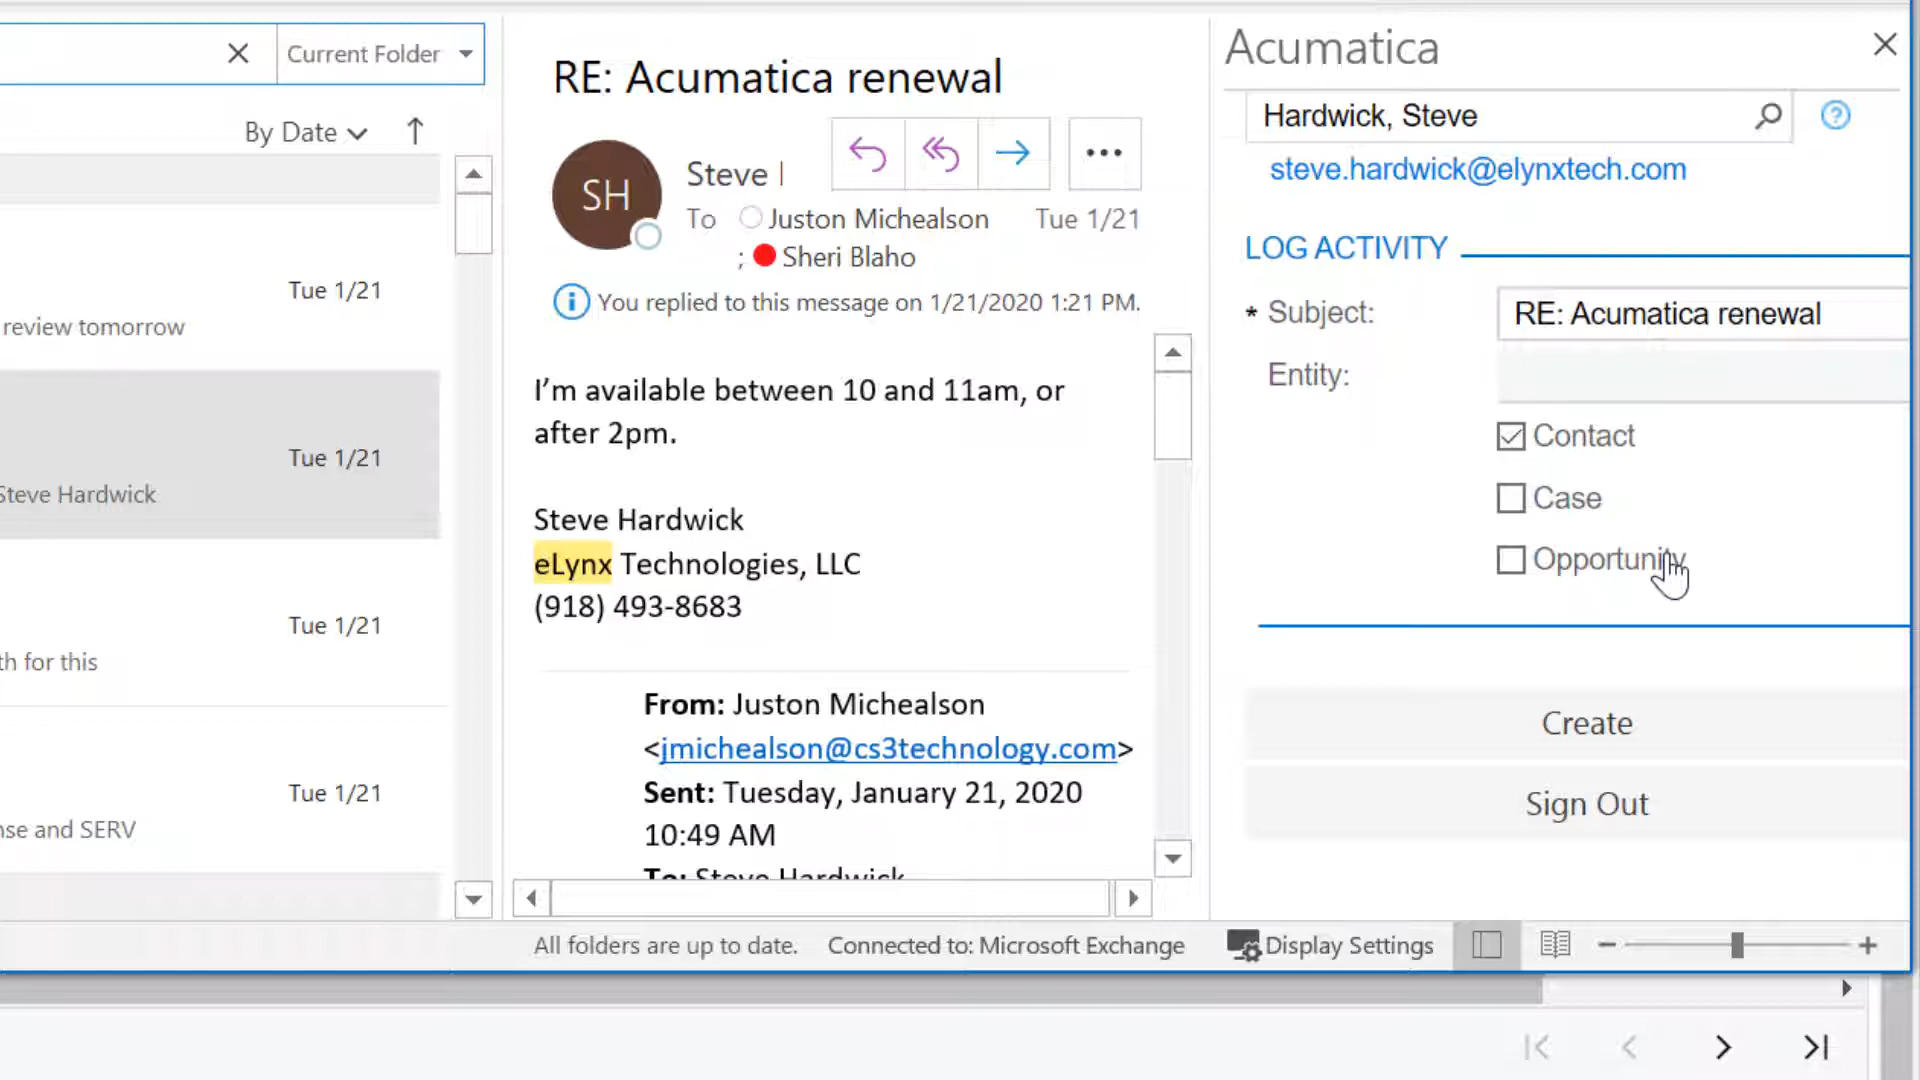 Current Folder
By Date
Tue 1/21
review tomorrow
Tue 1/21
Steve Hardwick
Tue 1/21
th for this
Tue 1/21
nse and SERV
RE: Acumatica renewal
SH
Steve
To Juston Michealson Tue 1/21
; Sheri Blaho
You replied to this message on 1/21/2020 1:21 PM.
I’m available between 10 and 11am, or
after 2pm.
Steve Hardwick
eLynx Technologies, LLC
(918) 493-8683
From: Juston Michealson
<jmichealson@cs3technology.com>
Sent: Tuesday, January 21, 2020
10:49 AM
To: Steve Hardwick
Acumatica
Hardwick, Steve
steve.hardwick@elynxtech.com
LOG ACTIVITY
* Subject: RE: Acumatica renewal
Entity:
Contact
Case
Opportunity
Create
Sign Out
All folders are up to date. Connected to: Microsoft Exchange Display Settings